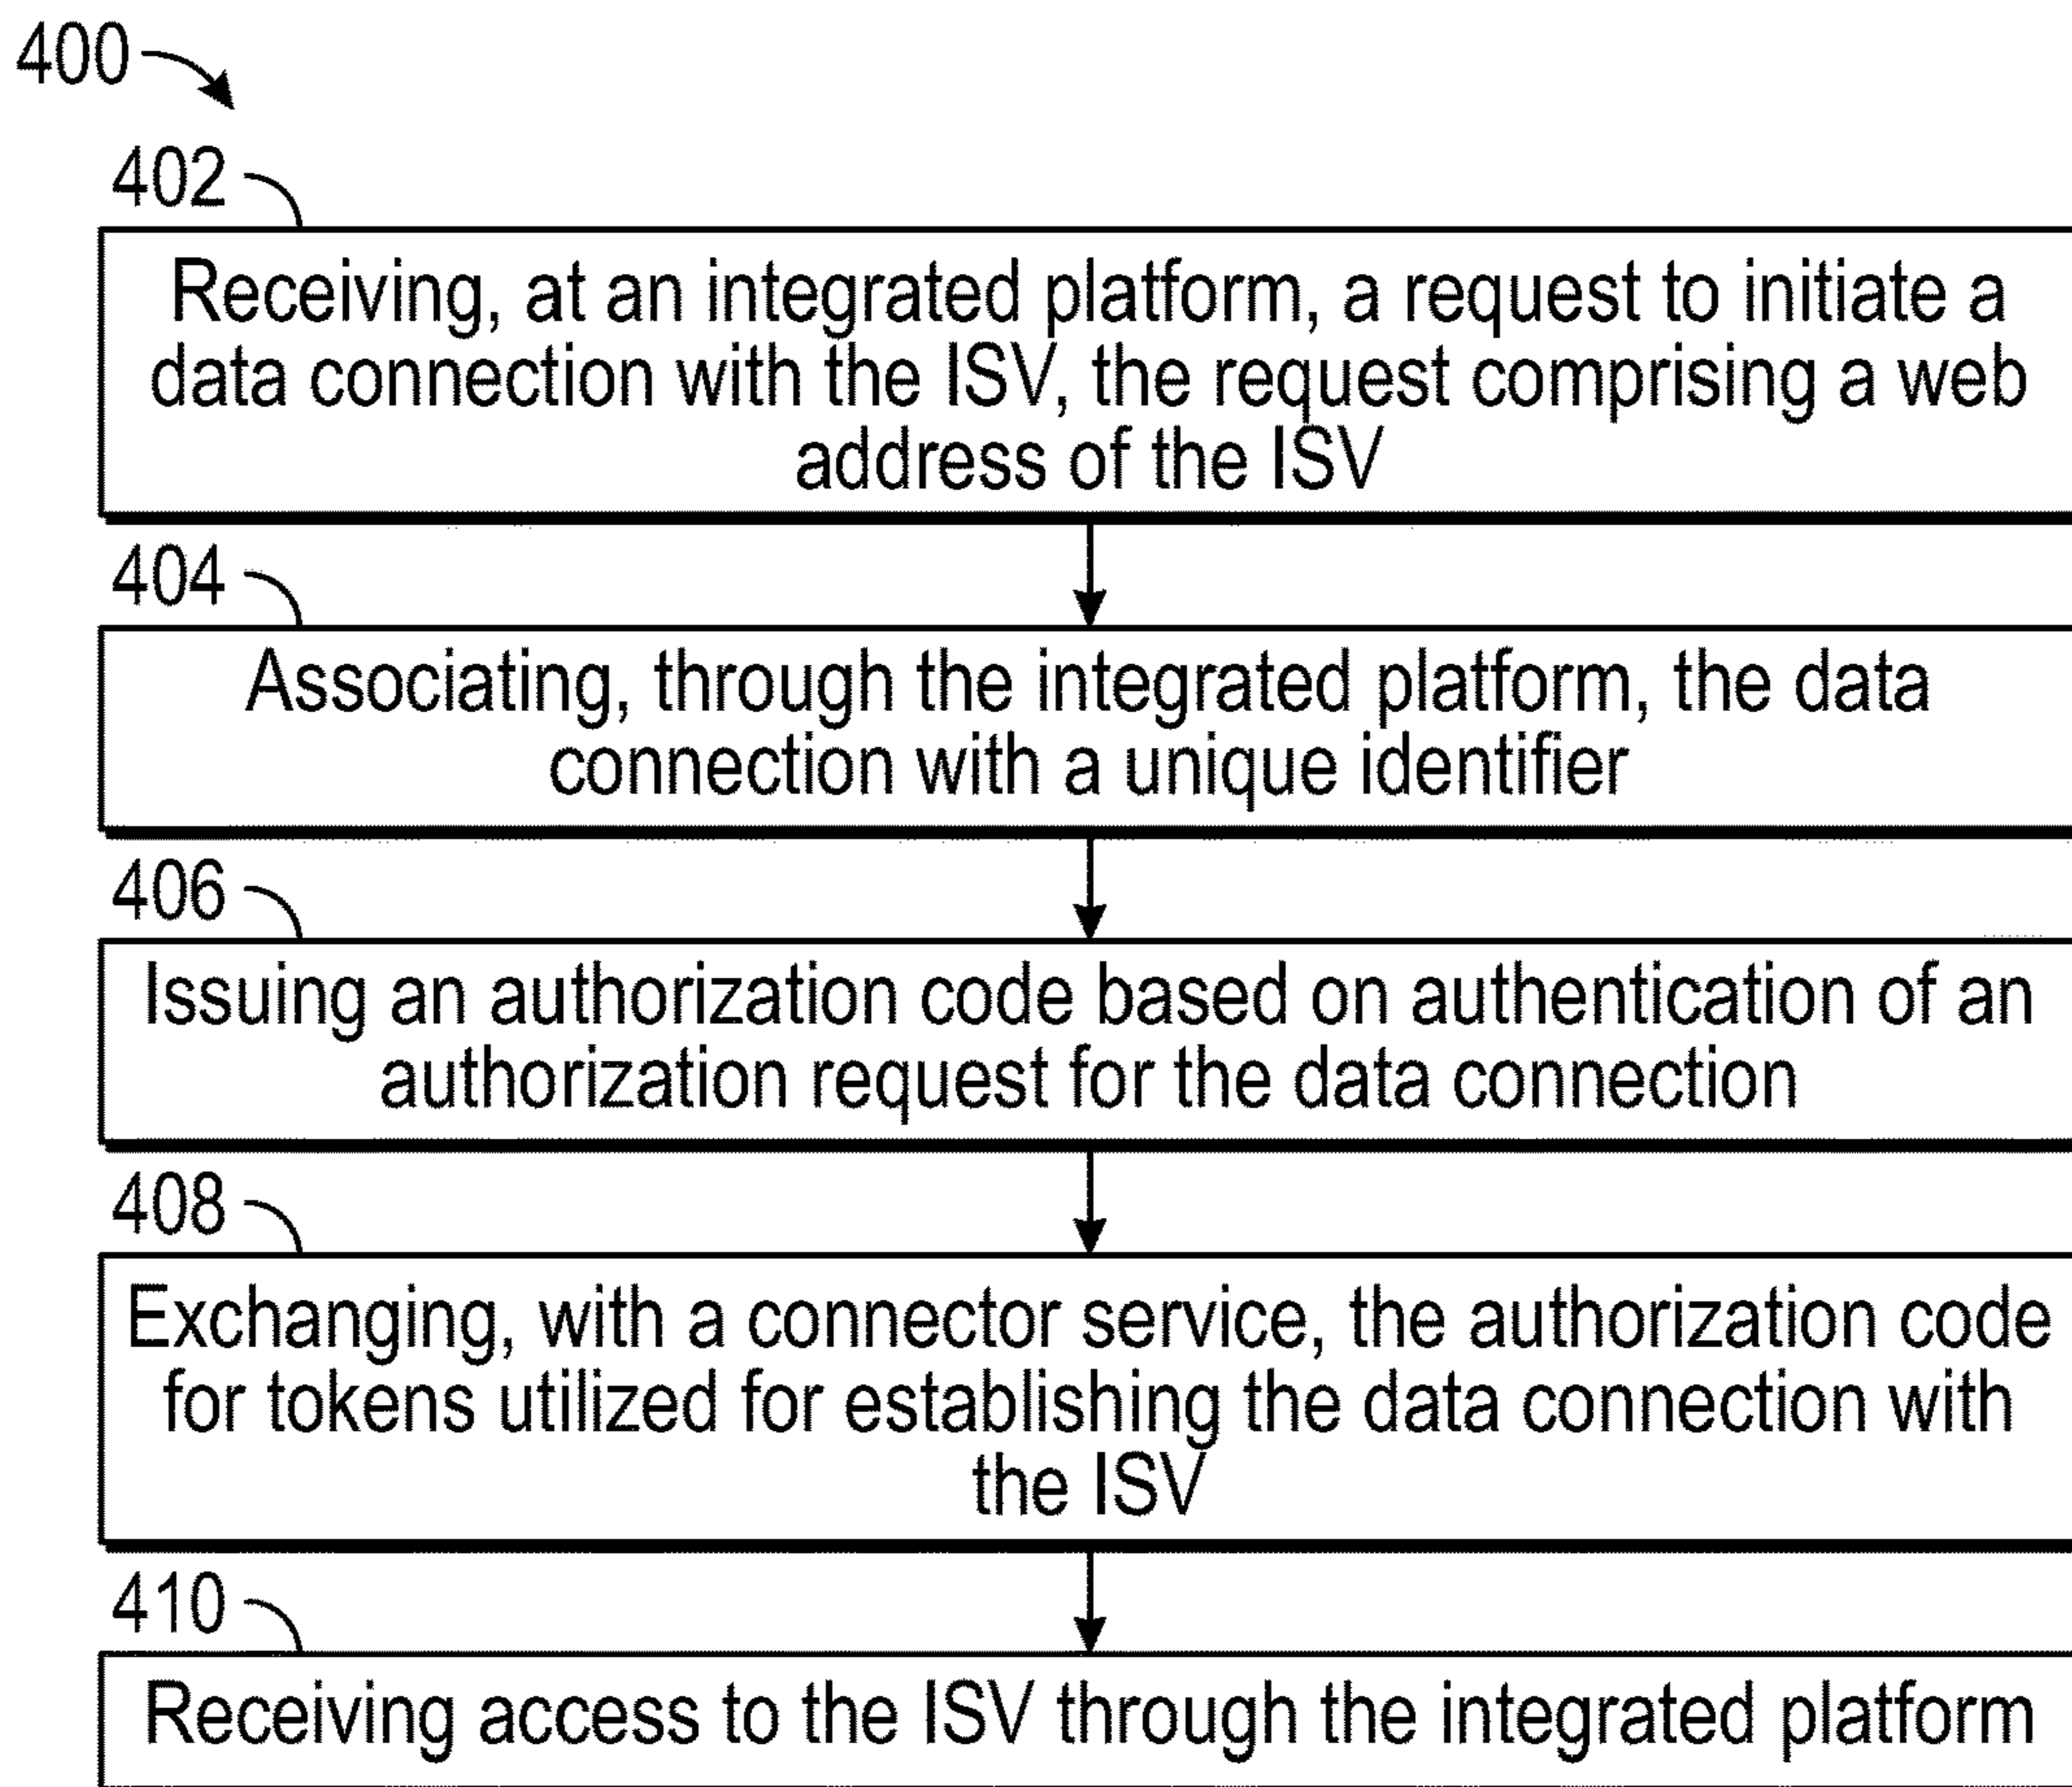 400
402
Receiving, at an integrated platform, a request to initiate a
data connection with the ISV, the request comprising a web
address of the ISV
404
Associating, through the integrated platform, the data
connection with a unique identifier
406
Issuing an authorization code based on authentication of an
authorization request for the data connection
408
Exchanging, with a connector service, the authorization code
for tokens utilized for establishing the data connection with
the ISV
410
Receiving access to the ISV through the integrated platform